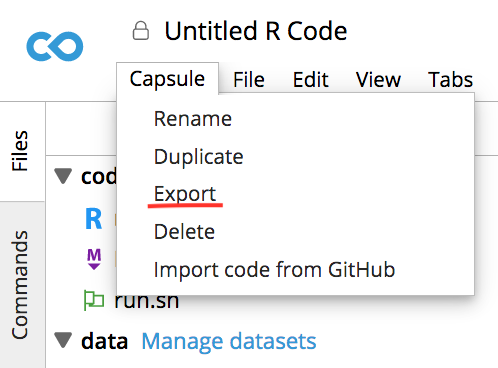 Untitled R Code
Capsule File Edit View Tabs
Rename
Duplicate
Export
Delete
Import code from GitHub
Files
Commands
R
M
run.sh
data Manage datasets